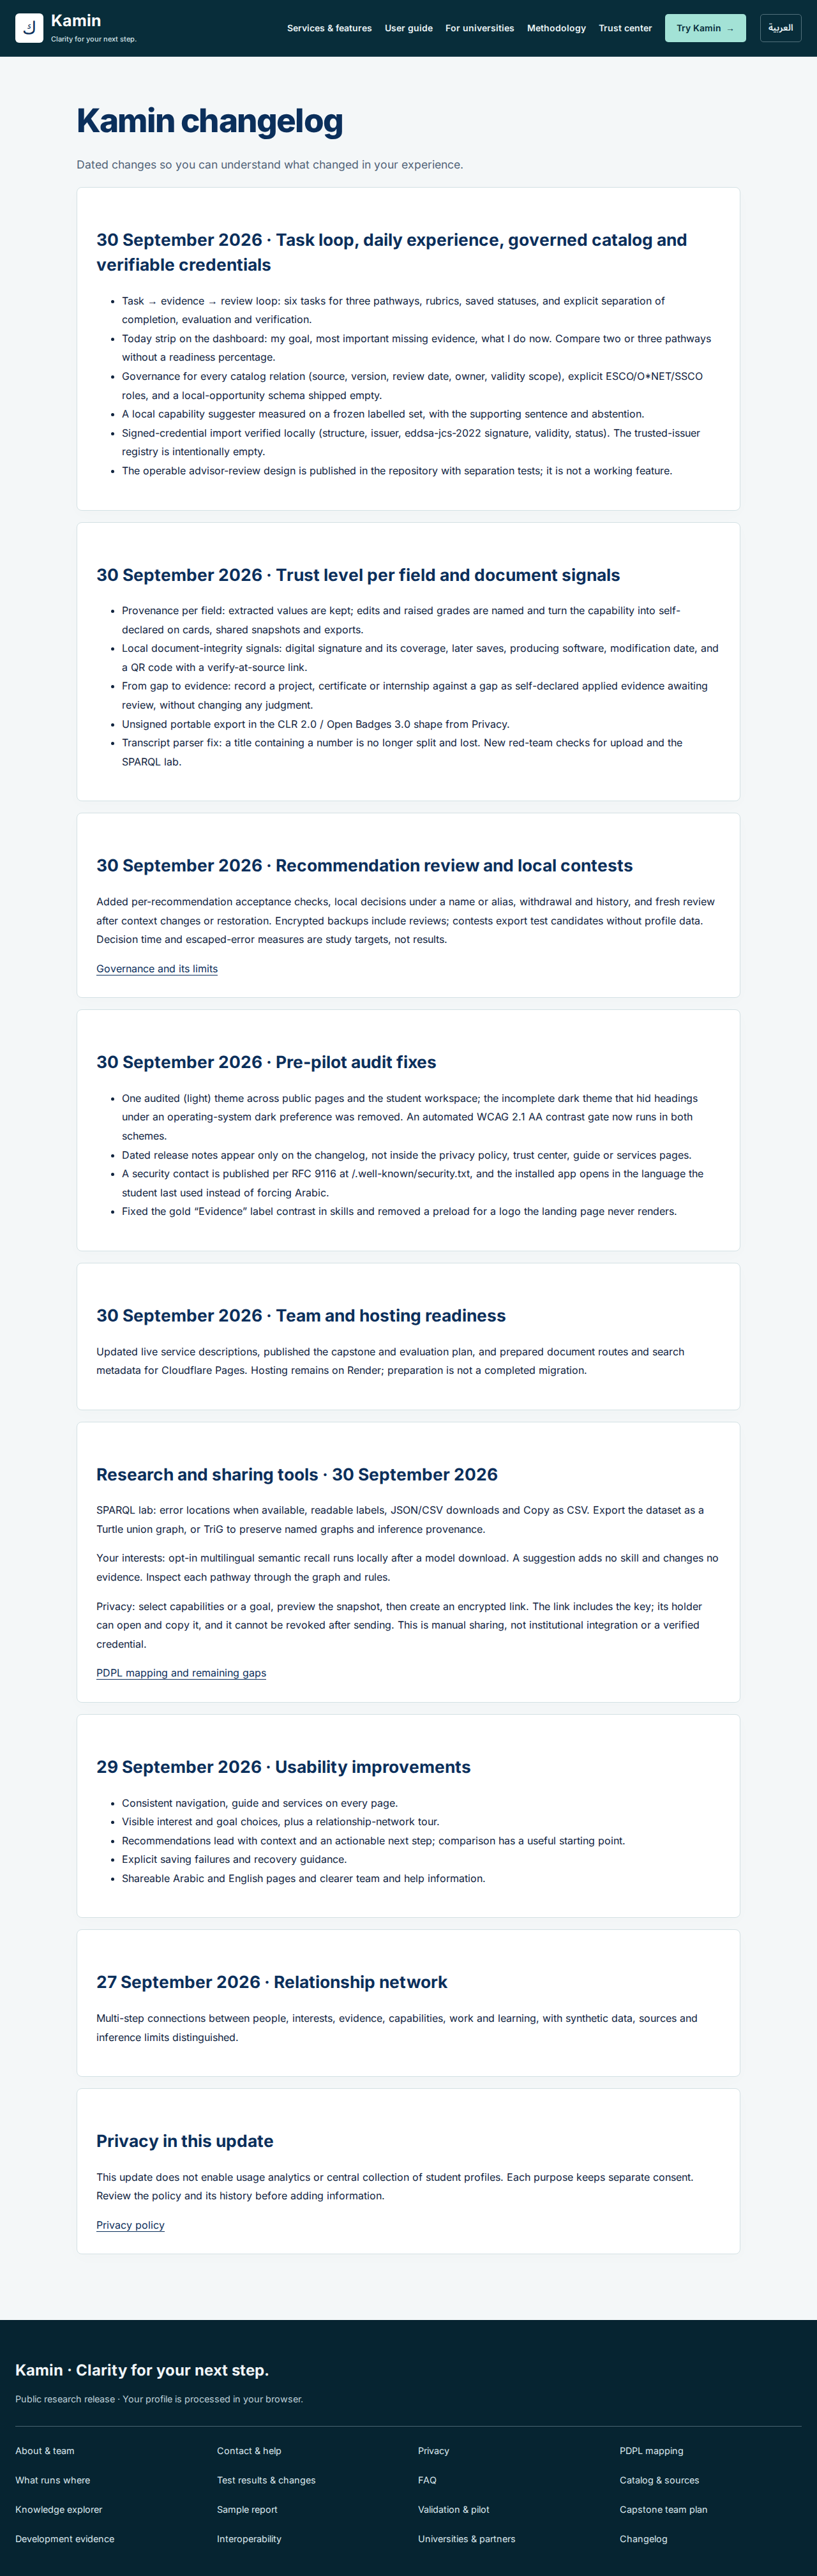 ك
Kamin
Clarity for your next step.
Services & features
User guide
For universities
Methodology
Trust center
Try Kamin →
العربية
Kamin changelog
Dated changes so you can understand what changed in your experience.
30 September 2026 · Task loop, daily experience, governed catalog and
verifiable credentials
• Task → evidence → review loop: six tasks for three pathways, rubrics, saved statuses, and explicit separation of
completion, evaluation and verification.
• Today strip on the dashboard: my goal, most important missing evidence, what I do now. Compare two or three pathways
without a readiness percentage.
• Governance for every catalog relation (source, version, review date, owner, validity scope), explicit ESCO/O*NET/SSCO
roles, and a local-opportunity schema shipped empty.
• A local capability suggester measured on a frozen labelled set, with the supporting sentence and abstention.
• Signed-credential import verified locally (structure, issuer, eddsa-jcs-2022 signature, validity, status). The trusted-issuer
registry is intentionally empty.
• The operable advisor-review design is published in the repository with separation tests; it is not a working feature.
30 September 2026 · Trust level per field and document signals
• Provenance per field: extracted values are kept; edits and raised grades are named and turn the capability into self-
declared on cards, shared snapshots and exports.
• Local document-integrity signals: digital signature and its coverage, later saves, producing software, modification date, and
a QR code with a verify-at-source link.
• From gap to evidence: record a project, certificate or internship against a gap as self-declared applied evidence awaiting
review, without changing any judgment.
• Unsigned portable export in the CLR 2.0 / Open Badges 3.0 shape from Privacy.
• Transcript parser fix: a title containing a number is no longer split and lost. New red-team checks for upload and the
SPARQL lab.
30 September 2026 · Recommendation review and local contests
Added per-recommendation acceptance checks, local decisions under a name or alias, withdrawal and history, and fresh review
after context changes or restoration. Encrypted backups include reviews; contests export test candidates without profile data.
Decision time and escaped-error measures are study targets, not results.
Governance and its limits
30 September 2026 · Pre-pilot audit fixes
• One audited (light) theme across public pages and the student workspace; the incomplete dark theme that hid headings
under an operating-system dark preference was removed. An automated WCAG 2.1 AA contrast gate now runs in both
schemes.
• Dated release notes appear only on the changelog, not inside the privacy policy, trust center, guide or services pages.
• A security contact is published per RFC 9116 at /.well-known/security.txt, and the installed app opens in the language the
student last used instead of forcing Arabic.
• Fixed the gold “Evidence” label contrast in skills and removed a preload for a logo the landing page never renders.
30 September 2026 · Team and hosting readiness
Updated live service descriptions, published the capstone and evaluation plan, and prepared document routes and search
metadata for Cloudflare Pages. Hosting remains on Render; preparation is not a completed migration.
Research and sharing tools · 30 September 2026
SPARQL lab: error locations when available, readable labels, JSON/CSV downloads and Copy as CSV. Export the dataset as a
Turtle union graph, or TriG to preserve named graphs and inference provenance.
Your interests: opt-in multilingual semantic recall runs locally after a model download. A suggestion adds no skill and changes no
evidence. Inspect each pathway through the graph and rules.
Privacy: select capabilities or a goal, preview the snapshot, then create an encrypted link. The link includes the key; its holder
can open and copy it, and it cannot be revoked after sending. This is manual sharing, not institutional integration or a verified
credential.
PDPL mapping and remaining gaps
29 September 2026 · Usability improvements
• Consistent navigation, guide and services on every page.
• Visible interest and goal choices, plus a relationship-network tour.
• Recommendations lead with context and an actionable next step; comparison has a useful starting point.
• Explicit saving failures and recovery guidance.
• Shareable Arabic and English pages and clearer team and help information.
27 September 2026 · Relationship network
Multi-step connections between people, interests, evidence, capabilities, work and learning, with synthetic data, sources and
inference limits distinguished.
Privacy in this update
This update does not enable usage analytics or central collection of student profiles. Each purpose keeps separate consent.
Review the policy and its history before adding information.
Privacy policy
Kamin · Clarity for your next step.
Public research release · Your profile is processed in your browser.
About & team
Contact & help
Privacy
PDPL mapping
What runs where
Test results & changes
FAQ
Catalog & sources
Knowledge explorer
Sample report
Validation & pilot
Capstone team plan
Development evidence
Interoperability
Universities & partners
Changelog